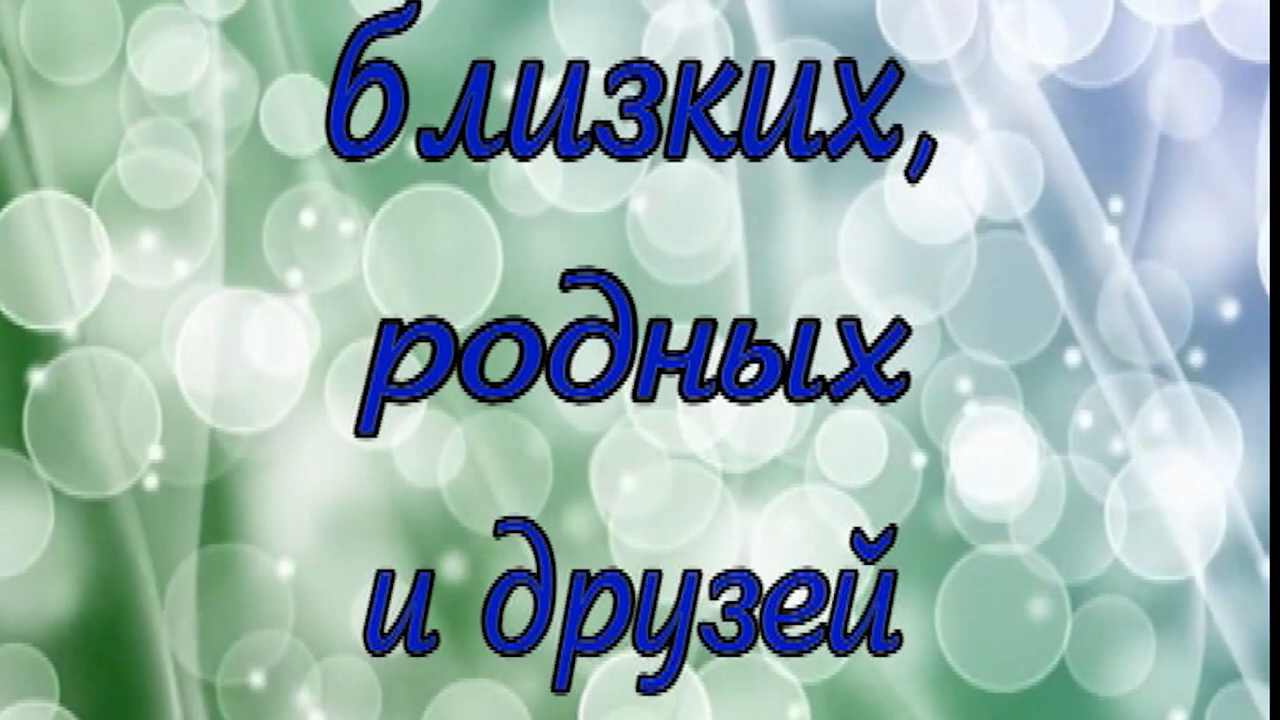 близких,
родных
и друзей